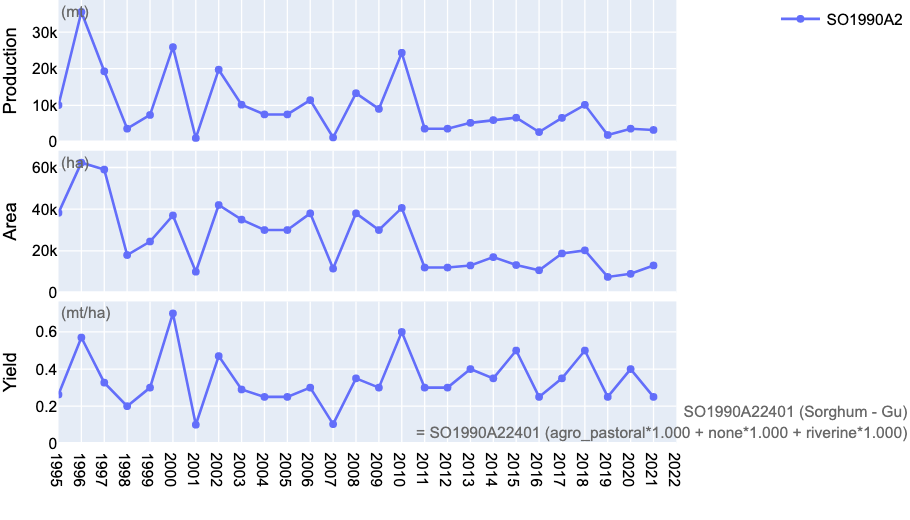 (mt)
SO1990A2
30k
20k
10k
0
Production
(ha)
60k
40k
20k
0
Area
(mt/ha)
0.6
0.4
0.2
0
Yield
SO1990A22401 (Sorghum - Gu)
= SO1990A22401 (agro_pastoral*1.000 + none*1.000 + riverine*1.000)
1995
1996
1997
1998
1999
2000
2001
2002
2003
2004
2005
2006
2007
2008
2009
2010
2011
2012
2013
2014
2015
2016
2017
2018
2019
2020
2021
2022